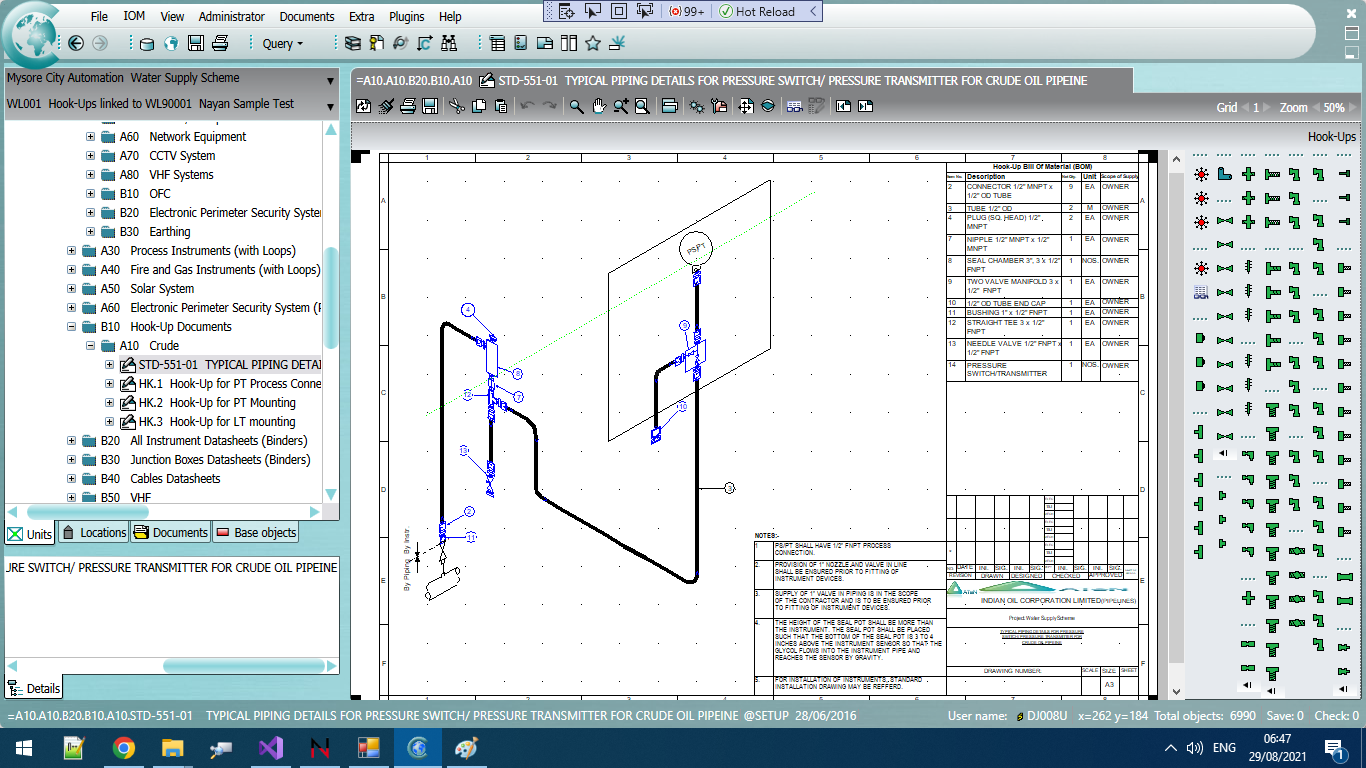 File IOM View Administrator Documents Extra Plugins Help
99+ Hot Reload
Query
Mysore City Automation Water Supply Scheme
WL001 Hook-Ups linked to WL90001 Nayan Sample Test
A60 Network Equipment
A70 CCTV System
A80 VHF Systems
B10 OFC
B20 Electronic Perimeter Security Syste
B30 Earthing
A30 Process Instruments (with Loops)
A40 Fire and Gas Instruments (with Loops)
A50 Solar System
A60 Electronic Perimeter Security System (F
B10 Hook-Up Documents
A10 Crude
STD-551-01 TYPICAL PIPING DETAI
HK.1 Hook-Up for PT Process Conne
HK.2 Hook-Up for PT Mounting
HK.3 Hook-Up for LT mounting
B20 All Instrument Datasheets (Binders)
B30 Junction Boxes Datasheets (Binders)
B40 Cables Datasheets
B50 VHF
Units Locations Documents Base objects
JRE SWITCH/ PRESSURE TRANSMITTER FOR CRUDE OIL PIPEINE
Details
=A10.A10.B20.B10.A10 STD-551-01 TYPICAL PIPING DETAILS FOR PRESSURE SWITCH/ PRESSURE TRANSMITTER FOR CRUDE OIL PIPEINE
Grid 1 Zoom 50%
Hook-Ups
1 2 3 4 5 6 7 8
A
B
C
D
E
F
A
B
C
D
E
F
PS/PT
4
9
8
7
12
10
13
3
2
11
By Piping By Instr.
Hook-Up Bill Of Material (BOM)
Item No. Description Unit Scope of Supply
2 CONNECTOR 1/2" MNPT x 1/2" OD TUBE 9 EA OWNER
3 TUBE 1/2" OD 2 M OWNER
4 PLUG (SQ. HEAD) 1/2", MNPT 2 EA OWNER
7 NIPPLE 1/2" MNPT x 1/2" MNPT 1 EA OWNER
8 SEAL CHAMBER 3", 3 x 1/2" FNPT 1 NOS. OWNER
9 TWO VALVE MANIFOLD 3 x 1/2" FNPT 1 EA OWNER
10 1/2" OD TUBE END CAP 1 EA OWNER
11 BUSHING 1" x 1/2" FNPT 1 EA OWNER
12 STRAIGHT TEE 3 x 1/2" FNPT 1 EA OWNER
13 NEEDLE VALVE 1/2" FNPT x 1/2" FNPT 1 EA OWNER
14 PRESSURE SWITCH/TRANSMITTER 1 NOS. OWNER
NOTES:-
1 PS/PT SHALL HAVE 1/2" FNPT PROCESS
CONNECTION.
2. PROVISION OF 1" NOZZLE AND VALVE IN LINE
SHALL BE ENSURED PRIOR TO FITTING OF
INSTRUMENT DEVICES.
3. SUPPLY OF 1" VALVE IN PIPING IS IN THE SCOPE
OF THE CONTRACTOR AND IS TO BE ENSURED PRIOR
TO FITTING OF INSTRUMENT DEVICES.
4. THE HEIGHT OF THE SEAL POT SHALL BE MORE THAN
THE INSTRUMENT. THE SEAL POT SHALL BE PLACED
SUCH THAT THE BOTTOM OF THE SEAL POT IS 3 TO 4
INCHES ABOVE THE INSTRUMENT SENSOR SO THAT THE
GLYCOL FLOWS INTO THE INSTRUMENT PIPE AND
REACHES THE SENSOR BY GRAVITY.
5. FOR INSTALLATION OF INSTRUMENTS, STANDARD
INSTALLATION DRAWING MAY BE REFFERD.
NO. DATE INI. SIG. INI. SIG. INI. SIG. INI. SIG.
REVISION DRAWN DESIGNED CHECKED APPROVED
INDIAN OIL CORPORATION LIMITED(PIPELINES)
Project: Water Supply Scheme
TYPICAL PIPING DETAILS FOR PRESSURE
SWITCH/ PRESSURE TRANSMITTER FOR
CRUDE OIL PIPEINE
DRAWING NUMBER. SCALE SIZE SHEET
A3
5 6 7 8
=A10.A10.B20.B10.A10.STD-551-01 TYPICAL PIPING DETAILS FOR PRESSURE SWITCH/ PRESSURE TRANSMITTER FOR CRUDE OIL PIPEINE @SETUP 28/06/2016
User name: DJ008U x=262 y=184 Total objects: 6990 Save: 0 Check: 0
ENG
06:47
29/08/2021
1